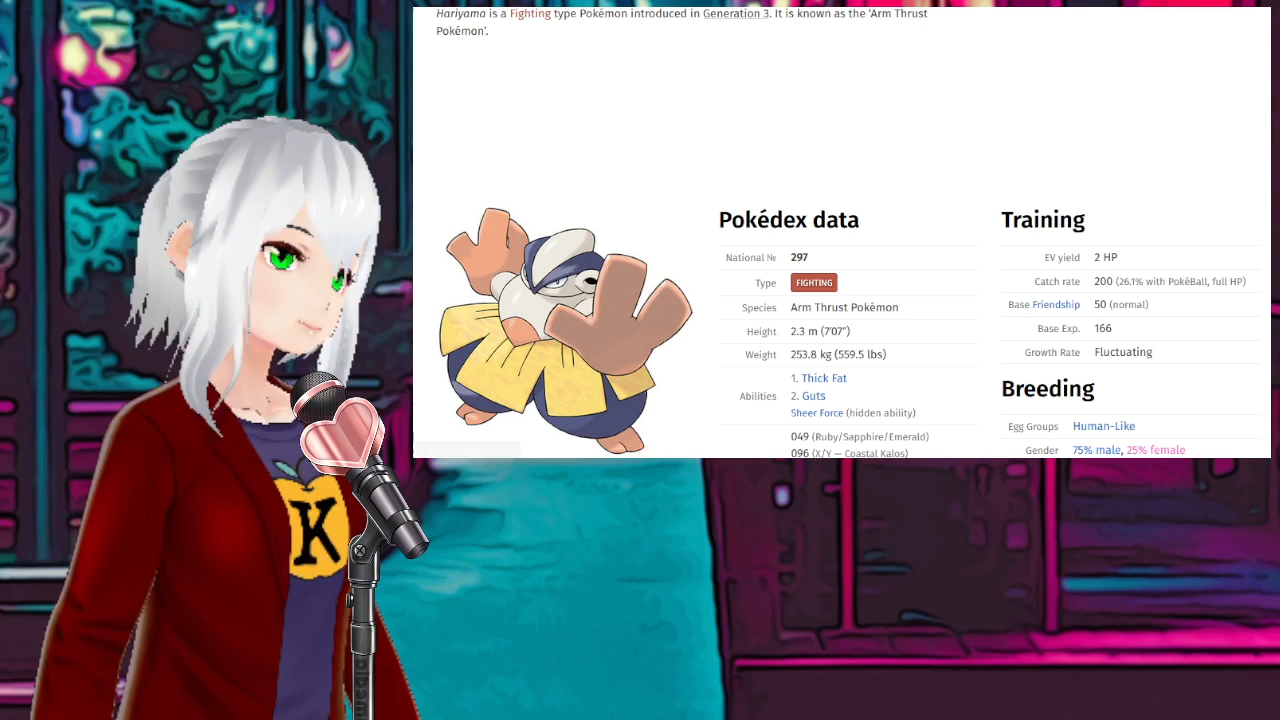 Hariyama is a Fighting type Pokémon introduced in Generation 3. It is known as the ‘Arm Thrust
Pokémon’.
Pokédex data
National № 297
Type FIGHTING
Species Arm Thrust Pokémon
Height 2.3 m (7′07″)
Weight 253.8 kg (559.5 lbs)
Abilities 1. Thick Fat
2. Guts
Sheer Force (hidden ability)
049 (Ruby/Sapphire/Emerald)
096 (X/Y — Coastal Kalos)
Training
EV yield 2 HP
Catch rate 200 (26.1% with PokéBall, full HP)
Base Friendship 50 (normal)
Base Exp. 166
Growth Rate Fluctuating
Breeding
Egg Groups Human-Like
Gender 75% male, 25% female
K